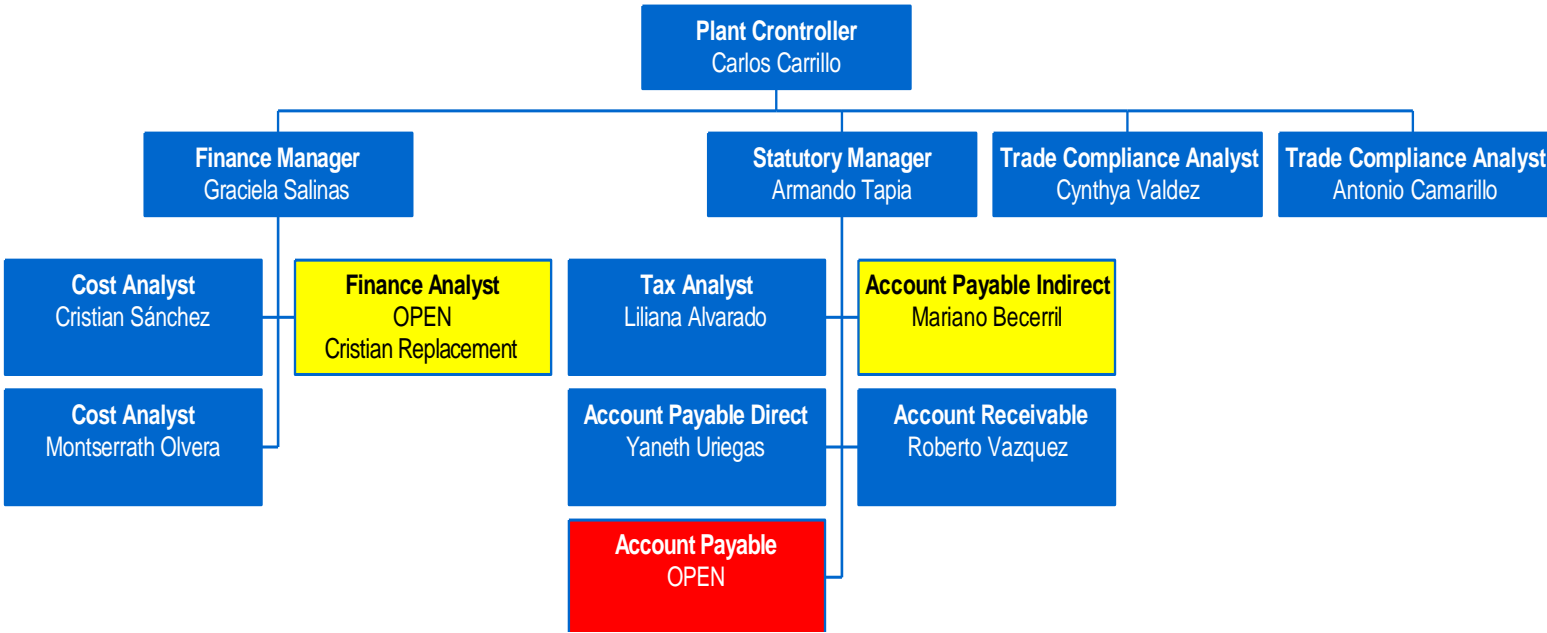 Plant Crontroller
Carlos Carrillo
Finance Manager
Graciela Salinas
Statutory Manager
Armando Tapia
Trade Compliance Analyst
Cynthya Valdez
Trade Compliance Analyst
Antonio Camarillo
Cost Analyst
Cristian Sánchez
Finance Analyst
OPEN
Cristian Replacement
Tax Analyst
Liliana Alvarado
Account Payable Indirect
Mariano Becerril
Cost Analyst
Montserrath Olvera
Account Payable Direct
Yaneth Uriegas
Account Receivable
Roberto Vazquez
Account Payable
OPEN